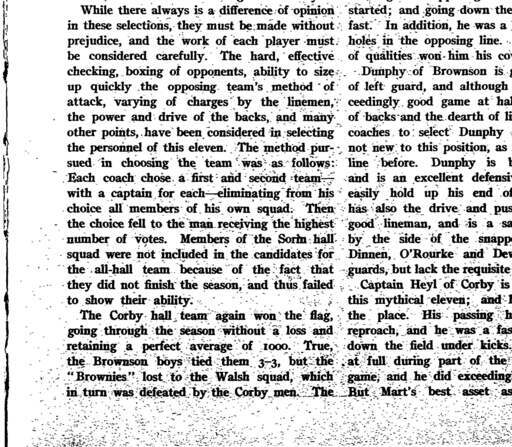 While there always is a difference of opinion
in these selections, they must be made without
prejudice, and the work of each player must
be considered carefully. The hard, effective
checking, boxing of opponents, ability to size
up quickly the opposing team's method of
attack, varying of charges by the linemen,
the power and drive of the backs, and many
other points, have been considered in selecting
the personnel of this eleven. The method pur-
sued in choosing the team was as follows:
Each coach chose a first and second team—
with a captain for each—eliminating from his
choice all members of his own squad. Then
the choice fell to the man receiving the highest
number of votes. Members of the Sorin hall
squad were not included in the candidates for
the all-hall team because of the fact that
they did not finish the season, and thus failed
to show their ability.
The Corby hall team again won the flag,
going through the season without a loss and
retaining a perfect average of 1000. True,
the Brownson boys tied them 3-3, but the
"Brownies" lost to the Walsh squad, which
in turn was defeated by the Corby men. The
started; and going down the
fast. In addition, he was a
holes in the opposing line.
of qualities won him his
Dunphy of Brownson is
of left guard, and although
ceedingly good game at
of backs and the dearth of
coaches to select Dunphy
not new to this position, as
line before. Dunphy is
and is an excellent
easily hold up his end of
has also the drive and
good lineman, and is a
by the side of the
Dinnen, O'Rourke and
guards, but lack the requisite
Captain Heyl of Corby is
this mythical eleven; and
the place. His passing
reproach, and he was a
down the field under kicks.
at full during part of the
game, and he did
But Mart's best asset